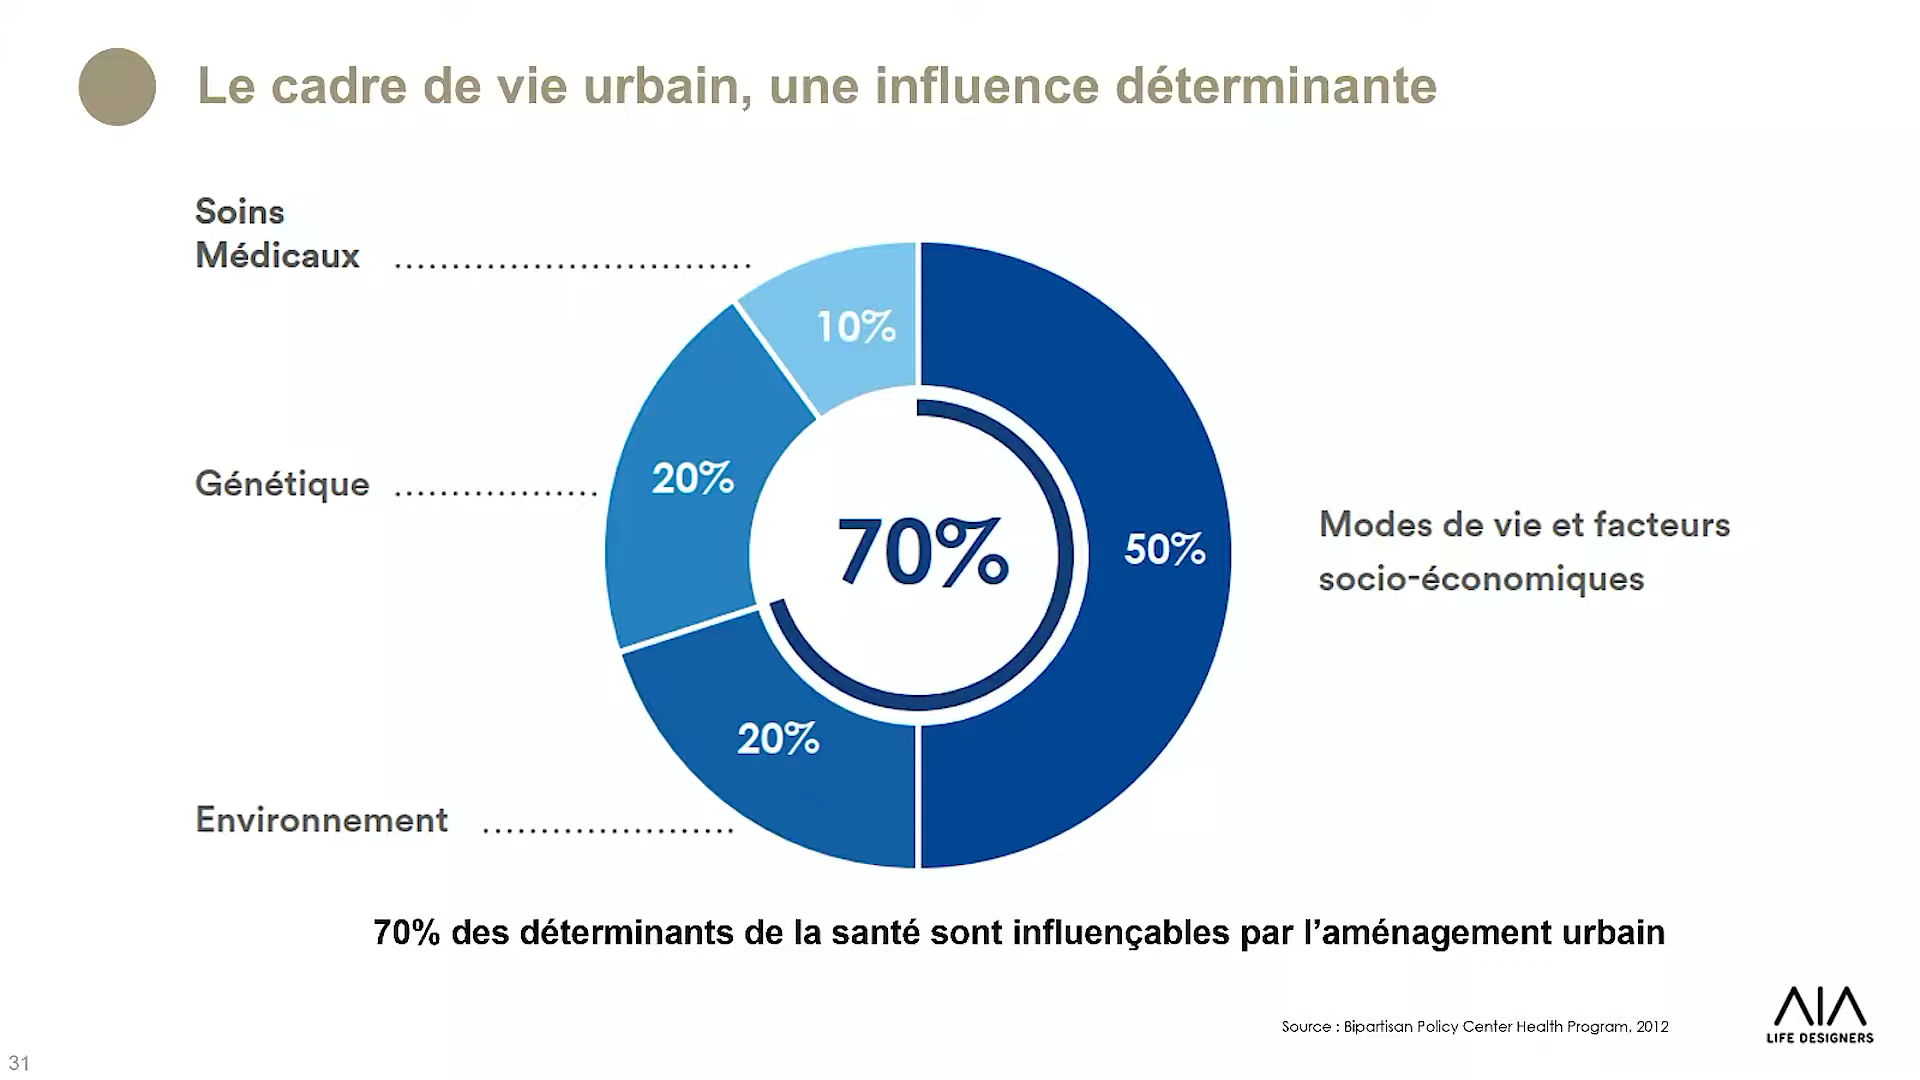 Le cadre de vie urbain, une influence déterminante
Soins
Médicaux ................................
10%
Génétique ..................
20%
70%
50%
Modes de vie et facteurs
socio-économiques
20%
Environnement ......................
70% des déterminants de la santé sont influençables par l’aménagement urbain
Source : Bipartisan Policy Center Health Program, 2012
AIA
LIFE DESIGNERS
31